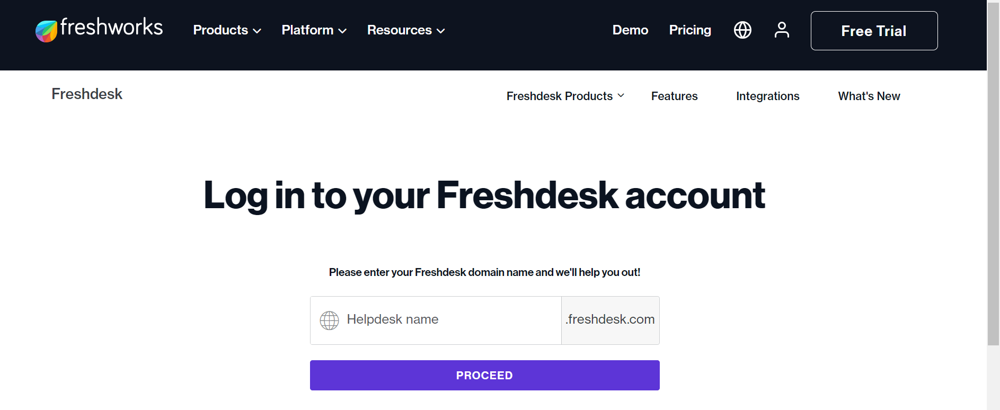 freshworks Products Platform Resources Demo Pricing Free Trial
Freshdesk Freshdesk Products Features Integrations What's New
Log in to your Freshdesk account
Please enter your Freshdesk domain name and we'll help you out!
Helpdesk name .freshdesk.com
PROCEED